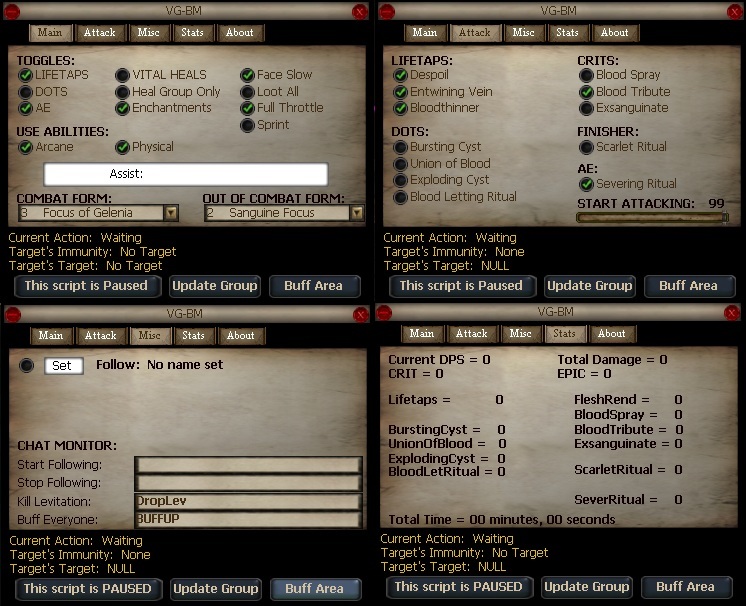 VG-BM
Main Attack Misc Stats About
TOGGLES:
LIFETAPS VITAL HEALS Face Slow
DOTS Heal Group Only Loot All
AE Enchantments Full Throttle
Sprint
USE ABILITIES:
Arcane Physical
Assist:
COMBAT FORM: OUT OF COMBAT FORM:
3 Focus of Gelenia 2 Sanguine Focus
Current Action: Waiting
Target's Immunity: No Target
Target's Target: No Target
This script is Paused Update Group Buff Area
VG-BM
Main Attack Misc Stats About
LIFETAPS: CRITS:
Despoil Blood Spray
Entwining Vein Blood Tribute
Bloodthinner Exsanguinate
DOTS: FINISHER:
Bursting Cyst Scarlet Ritual
Union of Blood AE:
Exploding Cyst Severing Ritual
Blood Letting Ritual START ATTACKING: 99
Current Action: Waiting
Target's Immunity: None
Target's Target: NULL
This script is Paused Update Group Buff Area
VG-BM
Main Attack Misc Stats About
Set Follow: No name set
CHAT MONITOR:
Start Following:
Stop Following:
Kill Levitation: DropLev
Buff Everyone: BUFFUP
Current Action: Waiting
Target's Immunity: None
Target's Target: NULL
This script is PAUSED Update Group Buff Area
VG-BM
Main Attack Misc Stats About
Current DPS = 0 Total Damage = 0
CRIT = 0 EPIC = 0
Lifetaps = 0 FleshRend = 0
BloodSpray = 0
BurstingCyst = 0 BloodTribute = 0
UnionOfBlood = 0 Exsanguinate = 0
ExplodingCyst = 0
BloodLetRitual = 0 ScarletRitual = 0
SeverRitual = 0
Total Time = 00 minutes, 00 seconds
Current Action: Waiting
Target's Immunity: No Target
Target's Target: NULL
This script is PAUSED Update Group Buff Area